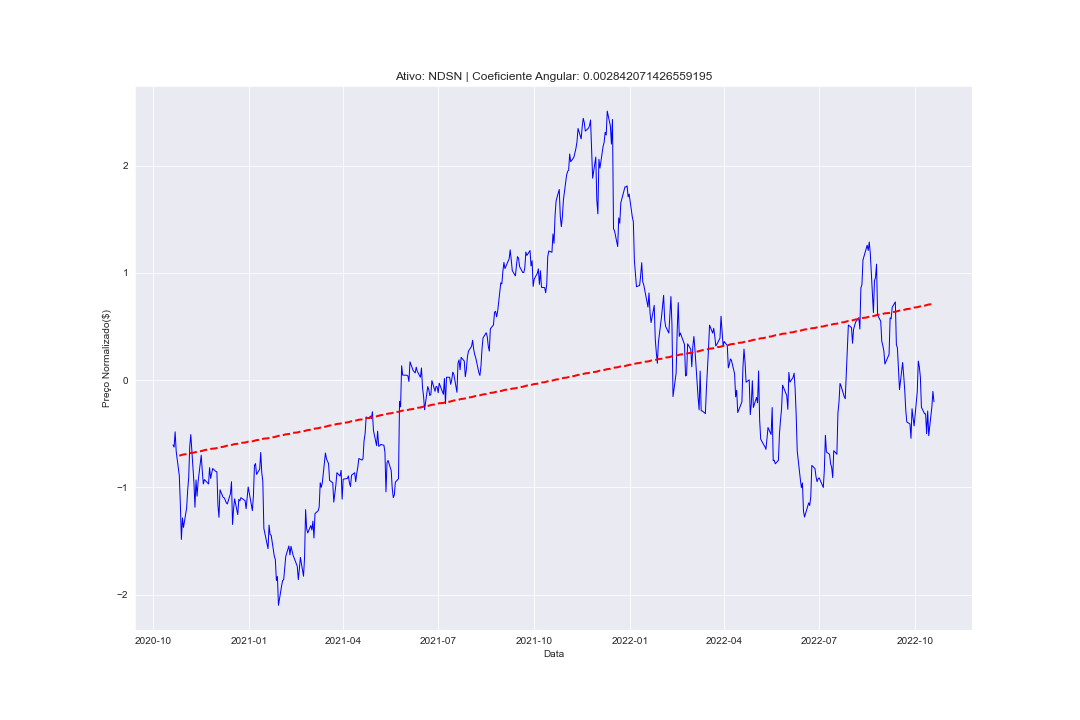 Ativo: NDSN | Coeficiente Angular: 0.002842071426559195
Preço Normalizado($)
2
1
0
−1
−2
2020-10 2021-01 2021-04 2021-07 2021-10 2022-01 2022-04 2022-07 2022-10
Data